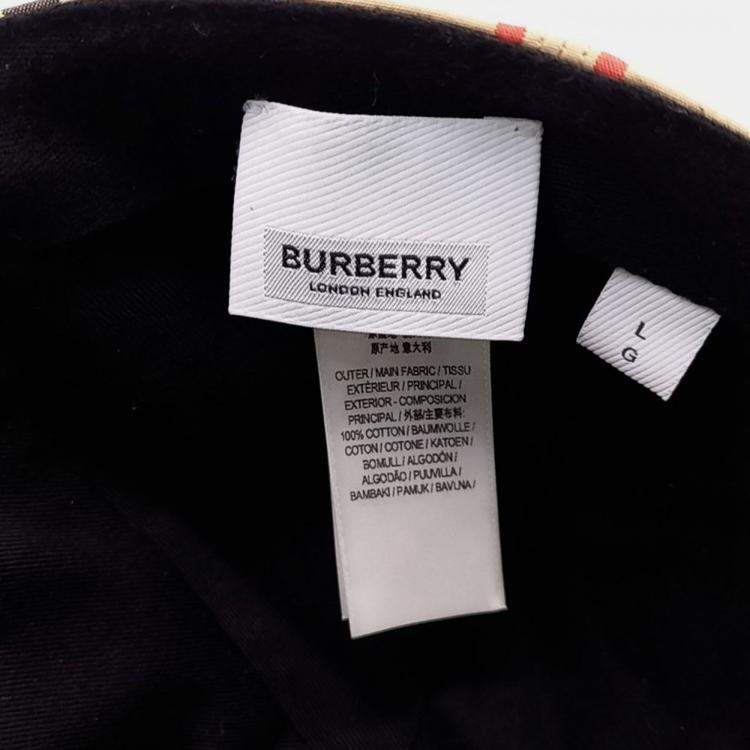 BURBERRY
LONDON ENGLAND
L
G
原产地 意大利
OUTER / MAIN FABRIC / TISSU
EXTÉRIEUR / PRINCIPAL /
EXTERIOR - COMPOSICION
PRINCIPAL / 外部/主要布料:
100% COTTON / BAUMWOLLE /
COTON / COTONE / KATOEN /
BOMULL / ALGODÓN /
ALGODÃO / PUUVILLA /
BAMBAKI / PAMUK / BAVLNA /